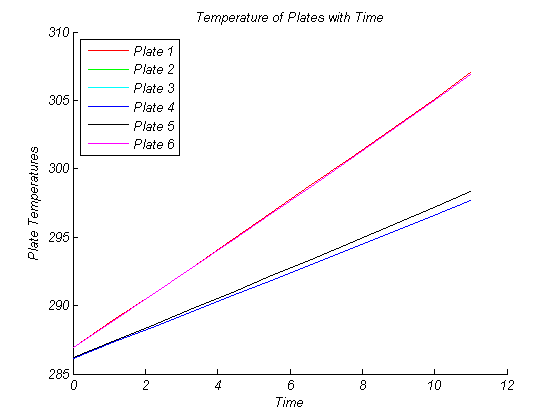 Temperature of Plates with Time
310
305
300
295
290
285
Plate Temperatures
Plate 1
Plate 2
Plate 3
Plate 4
Plate 5
Plate 6
0 2 4 6 8 10 12
Time